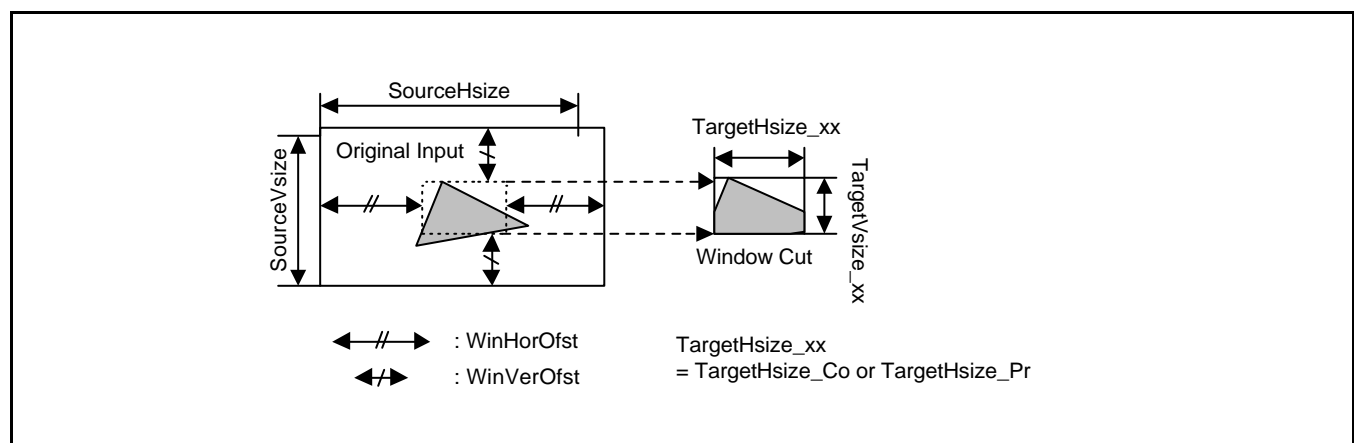 SourceHsize
SourceVsize
Original Input
TargetHsize_xx
TargetVsize_xx
Window Cut
: WinHorOfst
: WinVerOfst
TargetHsize_xx
= TargetHsize_Co or TargetHsize_Pr